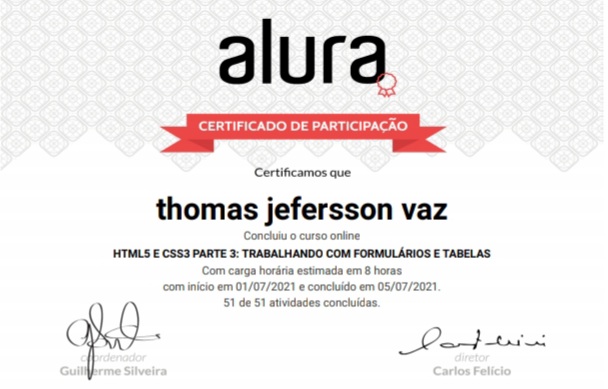 alura
CERTIFICADO DE PARTICIPAÇÃO
Certificamos que
thomas jefersson vaz
Concluiu o curso online
HTML5 E CSS3 PARTE 3: TRABALHANDO COM FORMULÁRIOS E TABELAS
Com carga horária estimada em 8 horas
com início em 01/07/2021 e concluído em 05/07/2021.
51 de 51 atividades concluídas.
coordenador
Guilherme Silveira
diretor
Carlos Felício